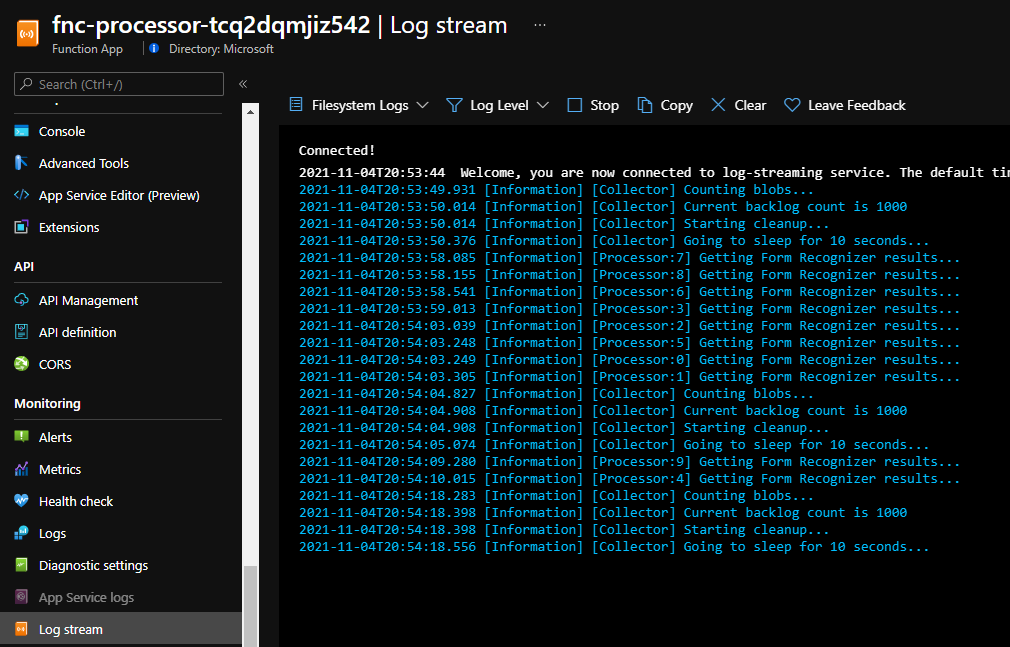 fnc-processor-tcq2dqmjiz542 | Log stream ...
Function App Directory: Microsoft
Search (Ctrl+/) «
Console
Advanced Tools
App Service Editor (Preview)
Extensions
API
API Management
API definition
CORS
Monitoring
Alerts
Metrics
Health check
Logs
Diagnostic settings
App Service logs
Log stream
Filesystem Logs Log Level Stop Copy Clear Leave Feedback
Connected!
2021-11-04T20:53:44 Welcome, you are now connected to log-streaming service. The default
2021-11-04T20:53:49.931 [Information] [Collector] Counting blobs...
2021-11-04T20:53:50.014 [Information] [Collector] Current backlog count is 1000
2021-11-04T20:53:50.014 [Information] [Collector] Starting cleanup...
2021-11-04T20:53:50.376 [Information] [Collector] Going to sleep for 10 seconds...
2021-11-04T20:53:58.085 [Information] [Processor:7] Getting Form Recognizer results...
2021-11-04T20:53:58.155 [Information] [Processor:8] Getting Form Recognizer results...
2021-11-04T20:53:58.541 [Information] [Processor:6] Getting Form Recognizer results...
2021-11-04T20:53:59.013 [Information] [Processor:3] Getting Form Recognizer results...
2021-11-04T20:54:03.039 [Information] [Processor:2] Getting Form Recognizer results...
2021-11-04T20:54:03.248 [Information] [Processor:5] Getting Form Recognizer results...
2021-11-04T20:54:03.249 [Information] [Processor:0] Getting Form Recognizer results...
2021-11-04T20:54:03.305 [Information] [Processor:1] Getting Form Recognizer results...
2021-11-04T20:54:04.827 [Information] [Collector] Counting blobs...
2021-11-04T20:54:04.908 [Information] [Collector] Current backlog count is 1000
2021-11-04T20:54:04.908 [Information] [Collector] Starting cleanup...
2021-11-04T20:54:05.074 [Information] [Collector] Going to sleep for 10 seconds...
2021-11-04T20:54:09.280 [Information] [Processor:9] Getting Form Recognizer results...
2021-11-04T20:54:10.015 [Information] [Processor:4] Getting Form Recognizer results...
2021-11-04T20:54:18.283 [Information] [Collector] Counting blobs...
2021-11-04T20:54:18.398 [Information] [Collector] Current backlog count is 1000
2021-11-04T20:54:18.398 [Information] [Collector] Starting cleanup...
2021-11-04T20:54:18.556 [Information] [Collector] Going to sleep for 10 seconds...